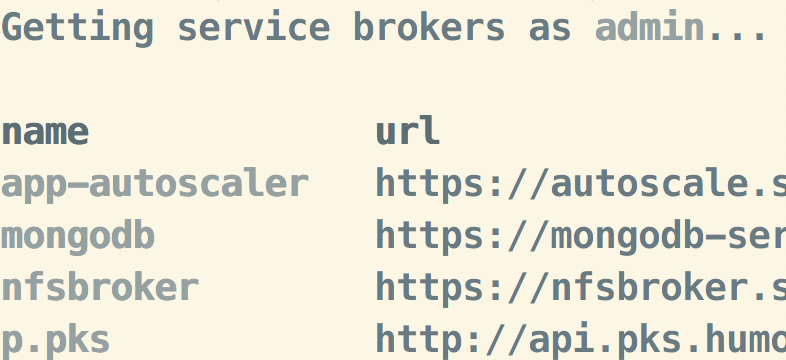 Getting service brokers as admin...
name url
app-autoscaler https://autoscale.s
mongodb https://mongodb-ser
nfsbroker https://nfsbroker.s
p.pks http://api.pks.humo